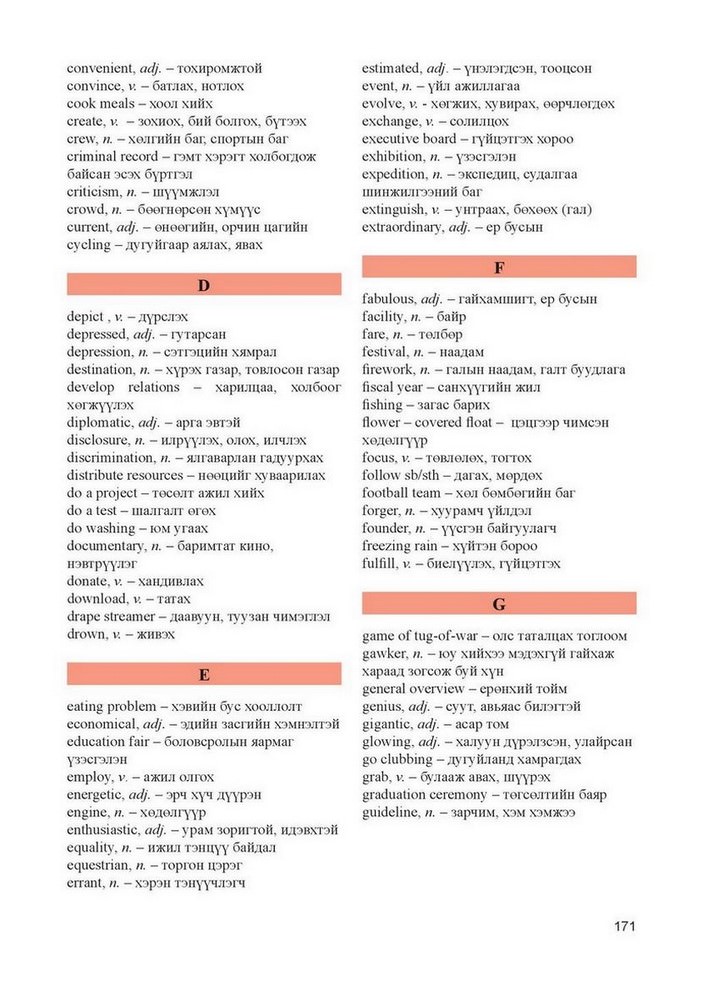 convenient, adj. – тохиромжтой
convince, v. – батлах, нотлох
cook meals – хоол хийх
create, v. – зохиох, бий болгох, бүтээх
crew, n. – хөлгийн баг, спортын баг
criminal record – гэмт хэрэгт холбогдож
байсан эсэх бүртгэл
criticism, n. – шүүмжлэл
crowd, n. – бөөгнөрсөн хүмүүс
current, adj. – өнөөгийн, орчин цагийн
cycling – дугуйгаар аялах, явах
D
depict , v. – дүрслэх
depressed, adj. – гутарсан
depression, n. – сэтгэцийн хямрал
destination, n. – хүрэх газар, товлосон газар
develop relations – харилцаа, холбоог
хөгжүүлэх
diplomatic, adj. – арга эвтэй
disclosure, n. – илрүүлэх, олох, илчлэх
discrimination, n. – ялгаварлан гадуурхах
distribute resources – нөөцийг хуваарилах
do a project – төсөлт ажил хийх
do a test – шалгалт өгөх
do washing – юм угаах
documentary, n. – баримтат кино,
нэвтрүүлэг
donate, v. – хандивлах
download, v. – татах
drape streamer – даавуун, туузан чимэглэл
drown, v. – живэх
E
eating problem – хэвийн бус хооллолт
economical, adj. – эдийн засгийн хэмнэлтэй
education fair – боловсролын яармаг
үзэсгэлэн
employ, v. – ажил олгох
energetic, adj. – эрч хүч дүүрэн
engine, n. – хөдөлгүүр
enthusiastic, adj. – урам зоригтой, идэвхтэй
equality, n. – ижил тэнцүү байдал
equestrian, n. – торгон цэрэг
errant, n. – хэрэн тэнүүчлэгч
estimated, adj. – үнэлэгдсэн, тооцсон
event, n. – үйл ажиллагаа
evolve, v. - хөгжих, хувирах, өөрчлөгдөх
exchange, v. – солилцох
executive board – гүйцэтгэх хороо
exhibition, n. – үзэсгэлэн
expedition, n. – экспедиц, судалгаа
шинжилгээний баг
extinguish, v. – унтраах, бөхөөх (гал)
extraordinary, adj. – ер бусын
F
fabulous, adj. – гайхамшигт, ер бусын
facility, n. – байр
fare, n. – төлбөр
festival, n. – наадам
firework, n. – галын наадам, галт буудлага
fiscal year – санхүүгийн жил
fishing – загас барих
flower – covered float – цэцгээр чимсэн
хөдөлгүүр
focus, v. – төвлөлөх, тогтох
follow sb/sth – дагах, мөрдөх
football team – хөл бөмбөгийн баг
forger, n. – хуурамч үйлдэл
founder, n. – үүсгэн байгуулагч
freezing rain – хүйтэн бороо
fulfill, v. – биелүүлэх, гүйцэтгэх
G
game of tug-of-war – олс таталцах тоглоом
gawker, n. – юу хийхээ мэдэхгүй гайхаж
хараад зогсож буй хүн
general overview – ерөнхий тойм
genius, adj. – суут, авьяас билэгтэй
gigantic, adj. – асар том
glowing, adj. – халуун дүрэлзсэн, улайрсан
go clubbing – дугуйланд хамрагдах
grab, v. – булааж авах, шүүрэх
graduation ceremony – төгсөлтийн баяр
guideline, n. – зарчим, хэм хэмжээ
171